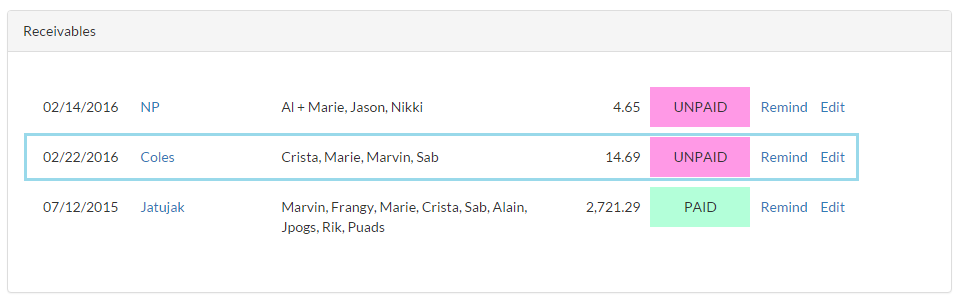 Receivables
02/14/2016 NP Al + Marie, Jason, Nikki 4.65 UNPAID Remind Edit
02/22/2016 Coles Crista, Marie, Marvin, Sab 14.69 UNPAID Remind Edit
07/12/2015 Jatujak Marvin, Frangy, Marie, Crista, Sab, Alain, 2,721.29 PAID Remind Edit
Jpogs, Rik, Puads